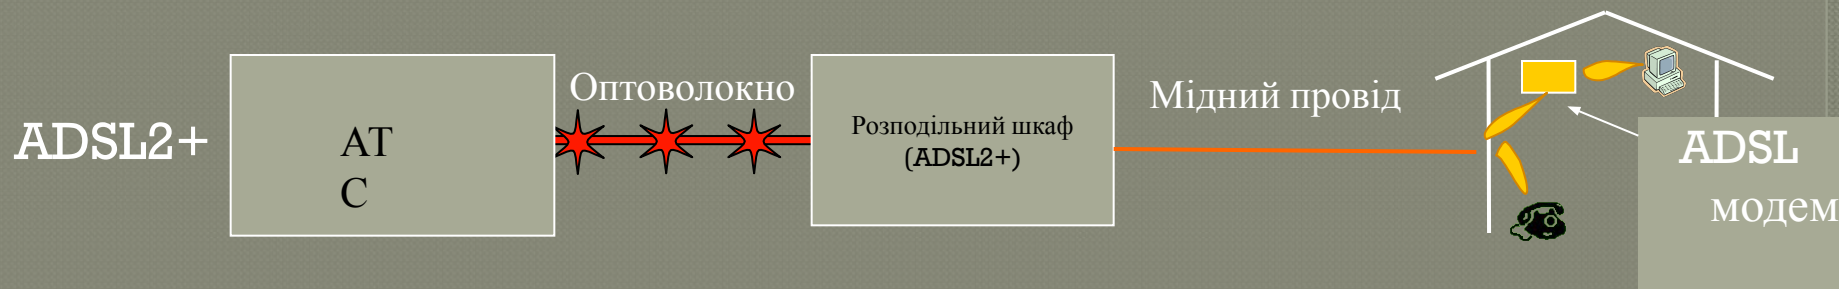 ADSL2+
АТ
С
Оптоволокно
Розподільний шкаф
(ADSL2+)
Мідний провід
ADSL
модем